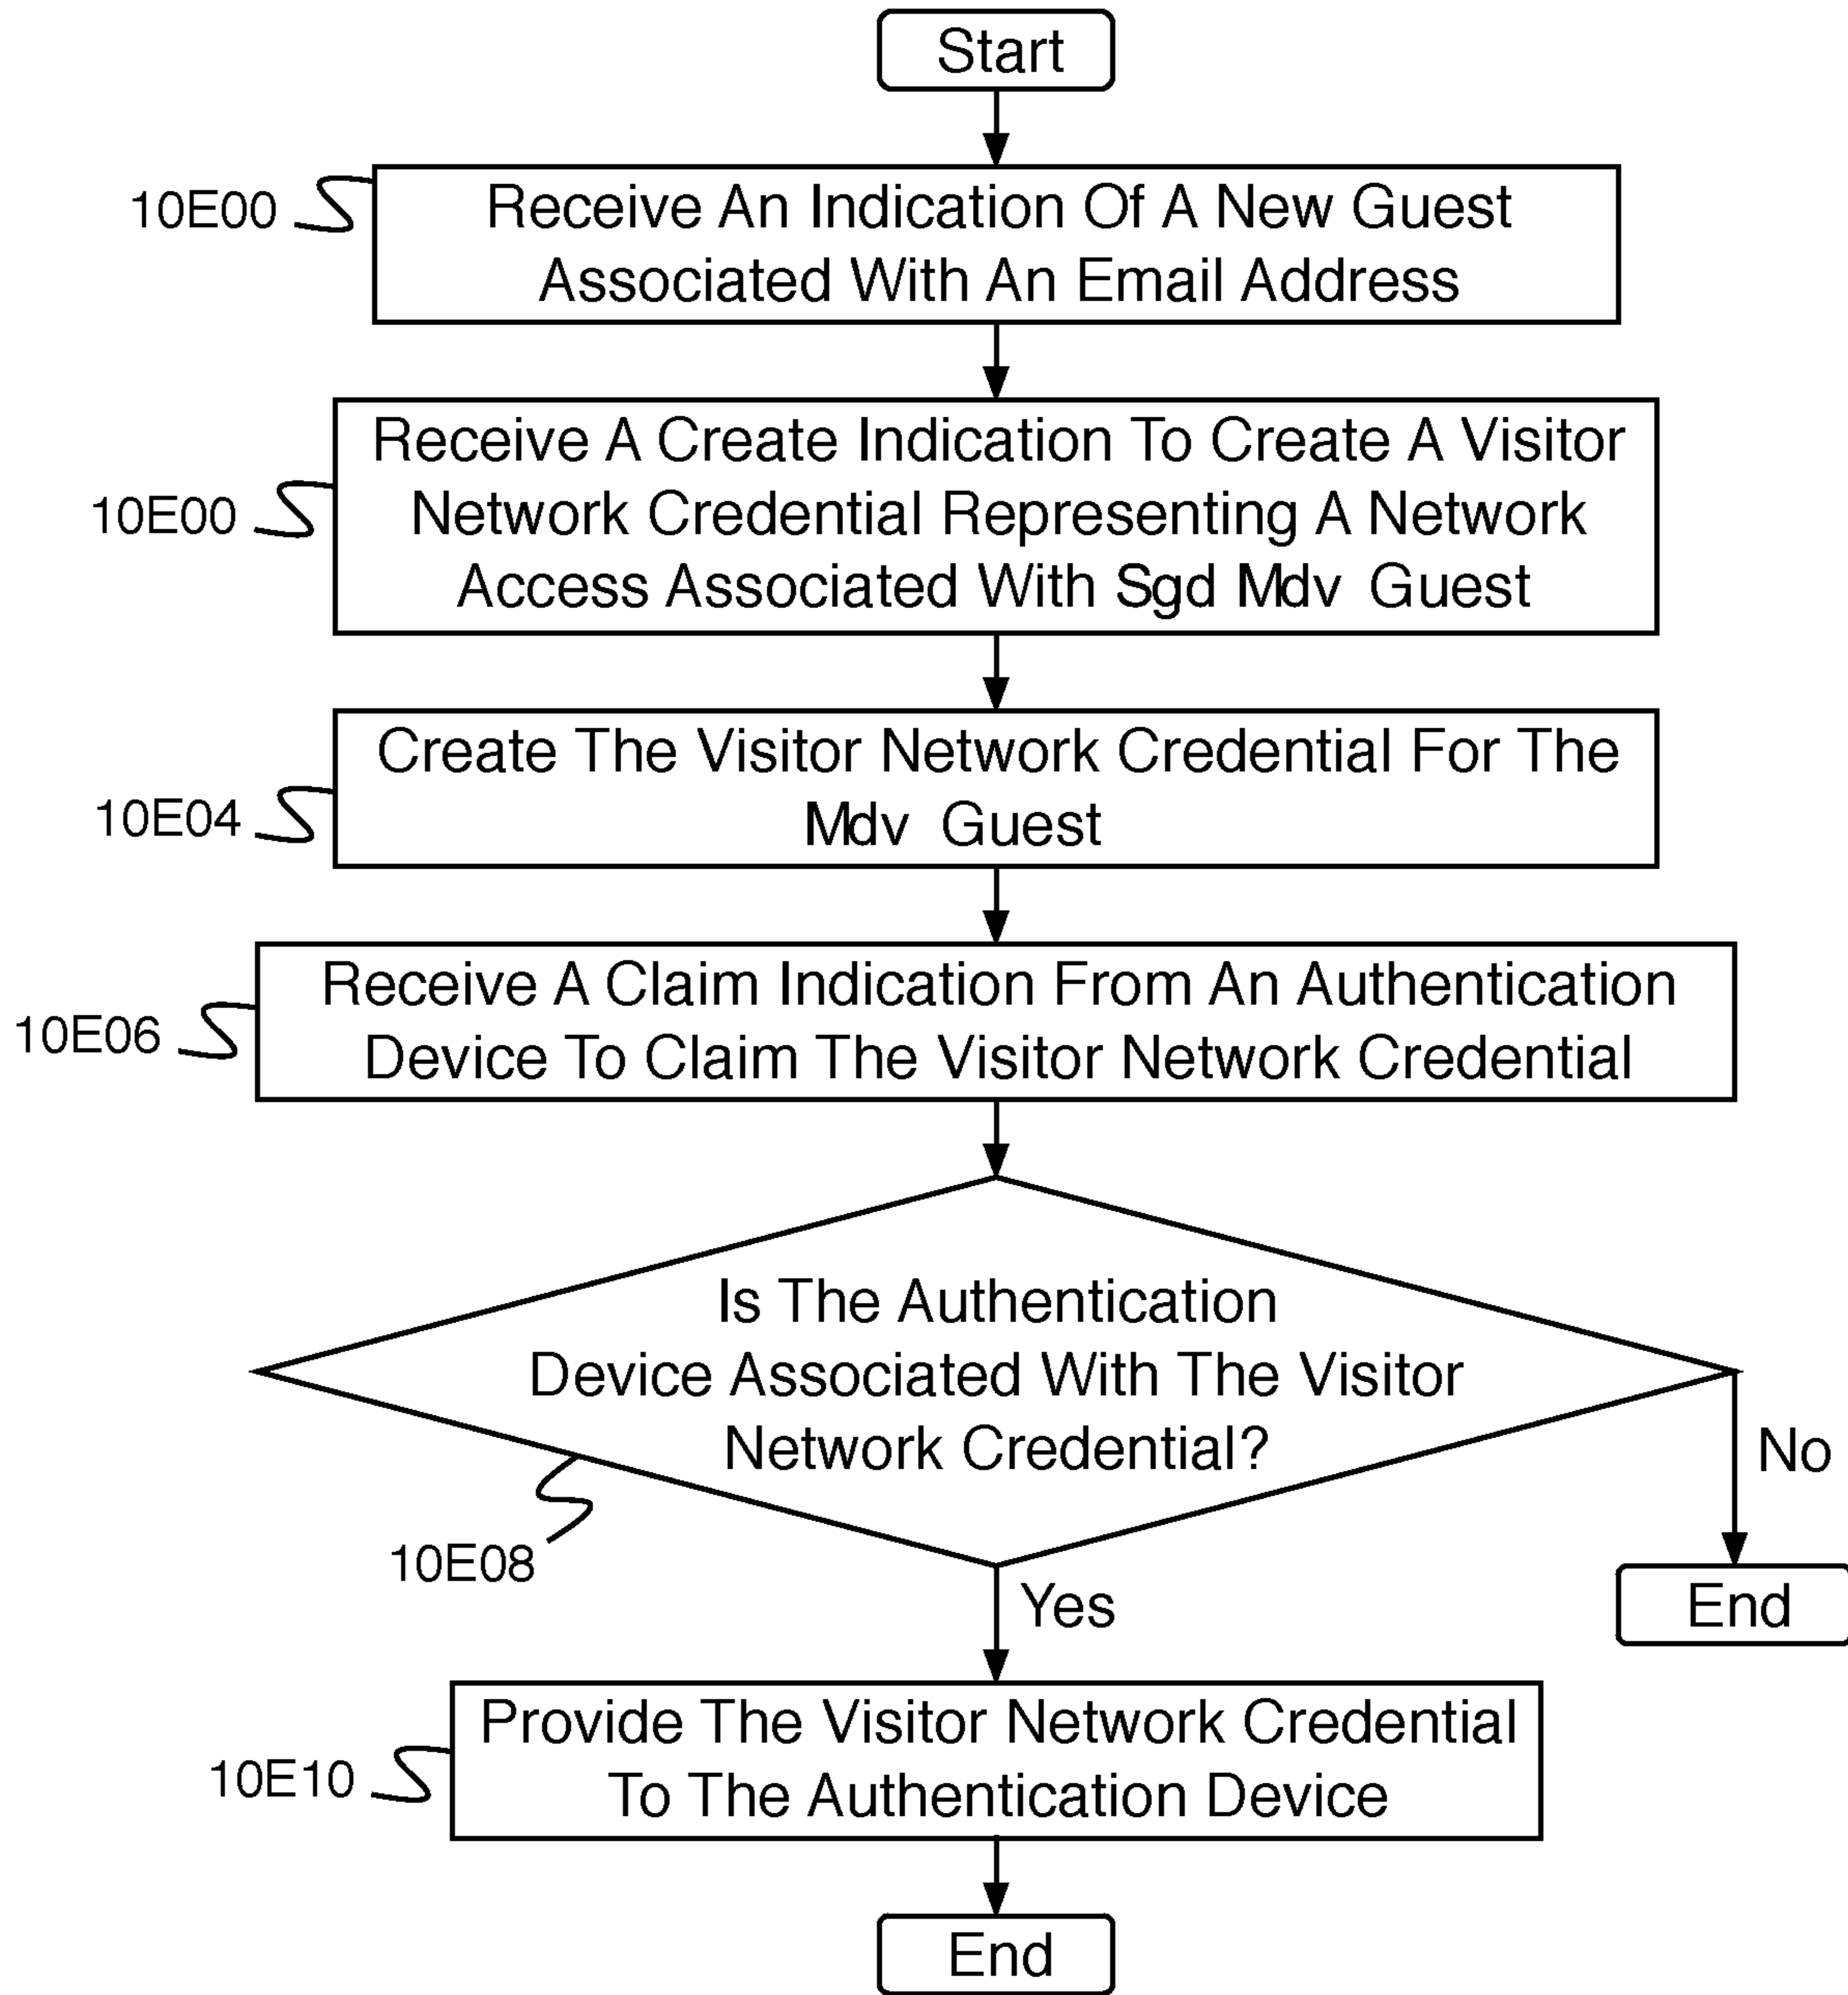 Start
10E00
Receive An Indication Of A New Guest
Associated With An Email Address
10E00
Receive A Create Indication To Create A Visitor
Network Credential Representing A Network
Access Associated With Sgd Mdv Guest
10E04
Create The Visitor Network Credential For The
Mdv Guest
10E06
Receive A Claim Indication From An Authentication
Device To Claim The Visitor Network Credential
Is The Authentication
Device Associated With The Visitor
Network Credential?
10E08
No
End
Yes
10E10
Provide The Visitor Network Credential
To The Authentication Device
End